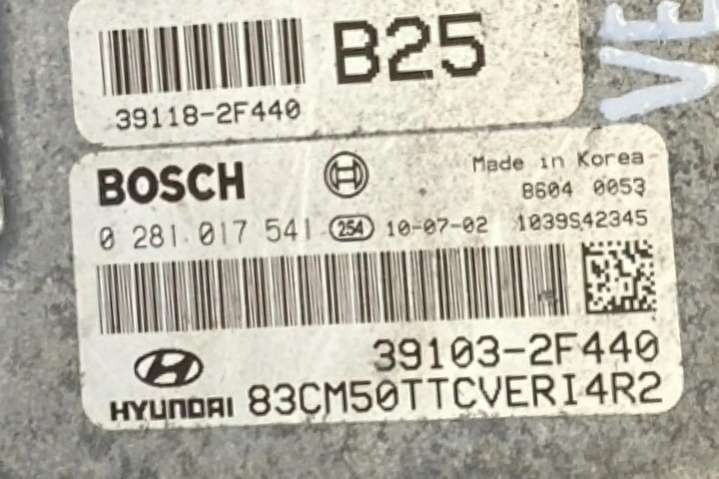 B25
39118-2F440
BOSCH
Made in Korea
B604 0053
0 281 017 541 254 10-07-02 1039S42345
39103-2F440
HYUNDAI 83CM50TTCVERI4R2
VE